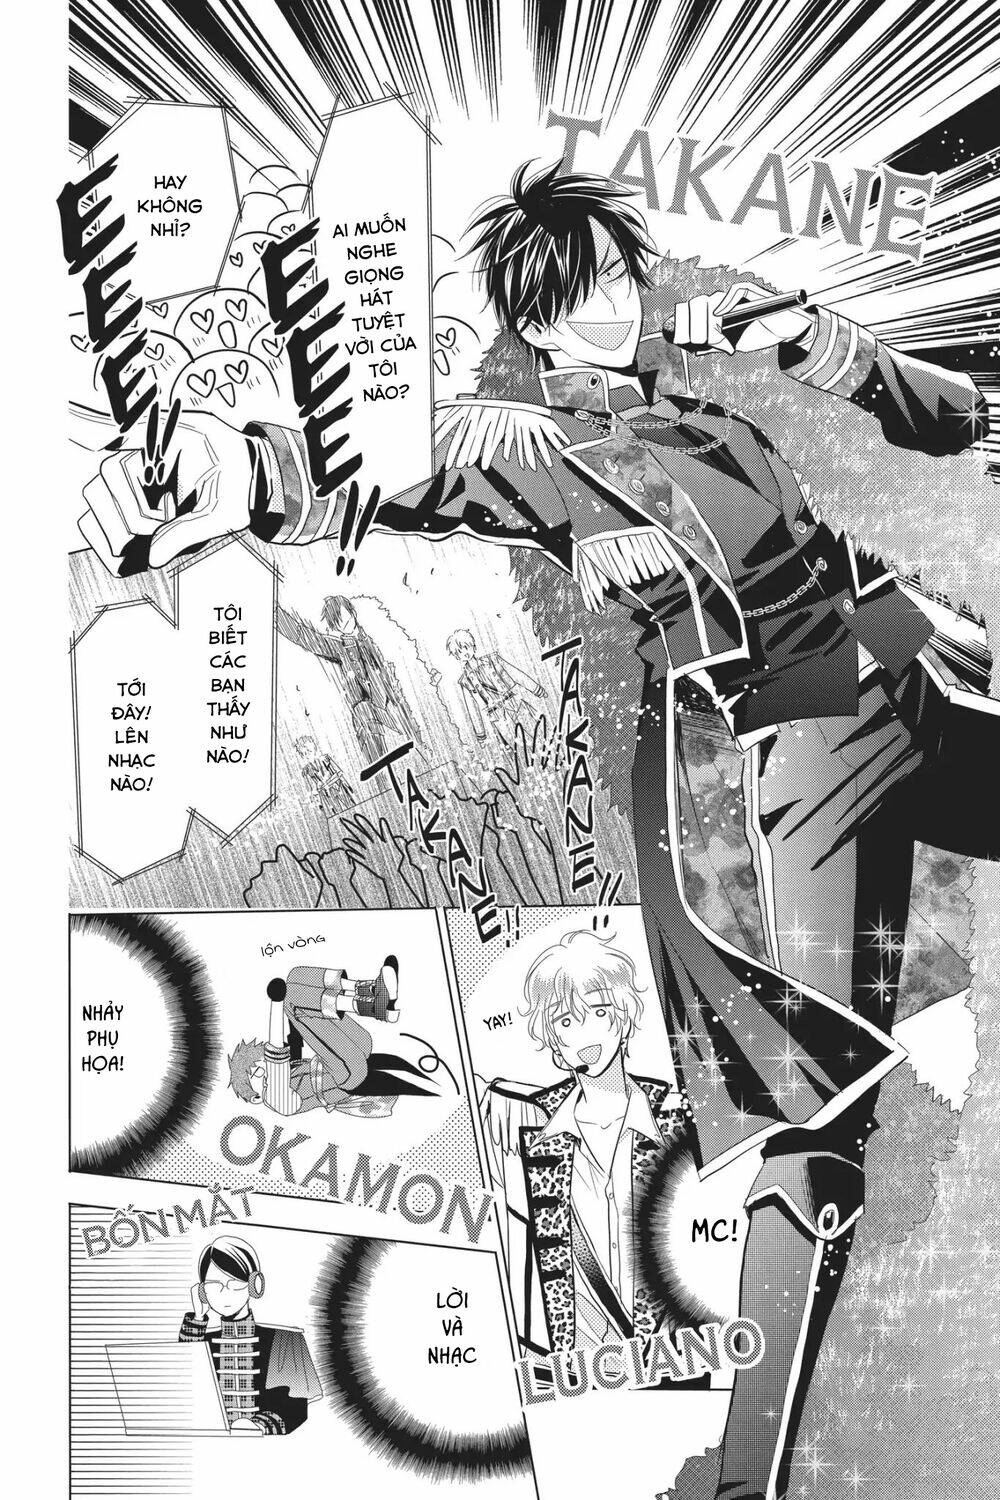 TAKANE
AI MUỐN
NGHE
GIỌNG
HÁT
TUYỆT
VỜI CỦA
TÔI
NÀO?
HAY
KHÔNG
NHỈ?
EEEE!!
EEEE!!
TÔI
BIẾT
CÁC
BẠN
THẤY
NHƯ
NÀO!
TỚI
ĐÂY!
LÊN
NHẠC
NÀO!
TAKANE!!
TAKANE!!
YAY!
MC!
LUCIANO
lộn vòng
NHẢY
PHỤ
HỌA!
OKAMON
BỐN MẮT
LỜI
VÀ
NHẠC